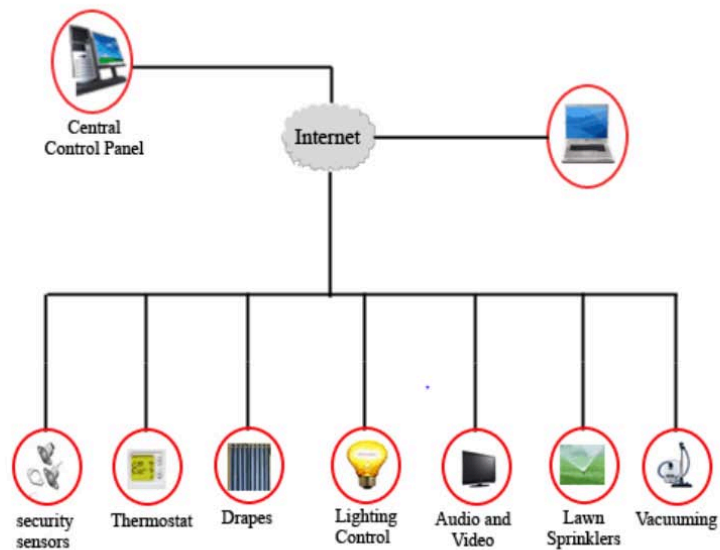 Central
Control Panel
Internet
security
sensors
Thermostat
Drapes
Lighting
Control
Audio and
Video
Lawn
Sprinklers
Vacuuming